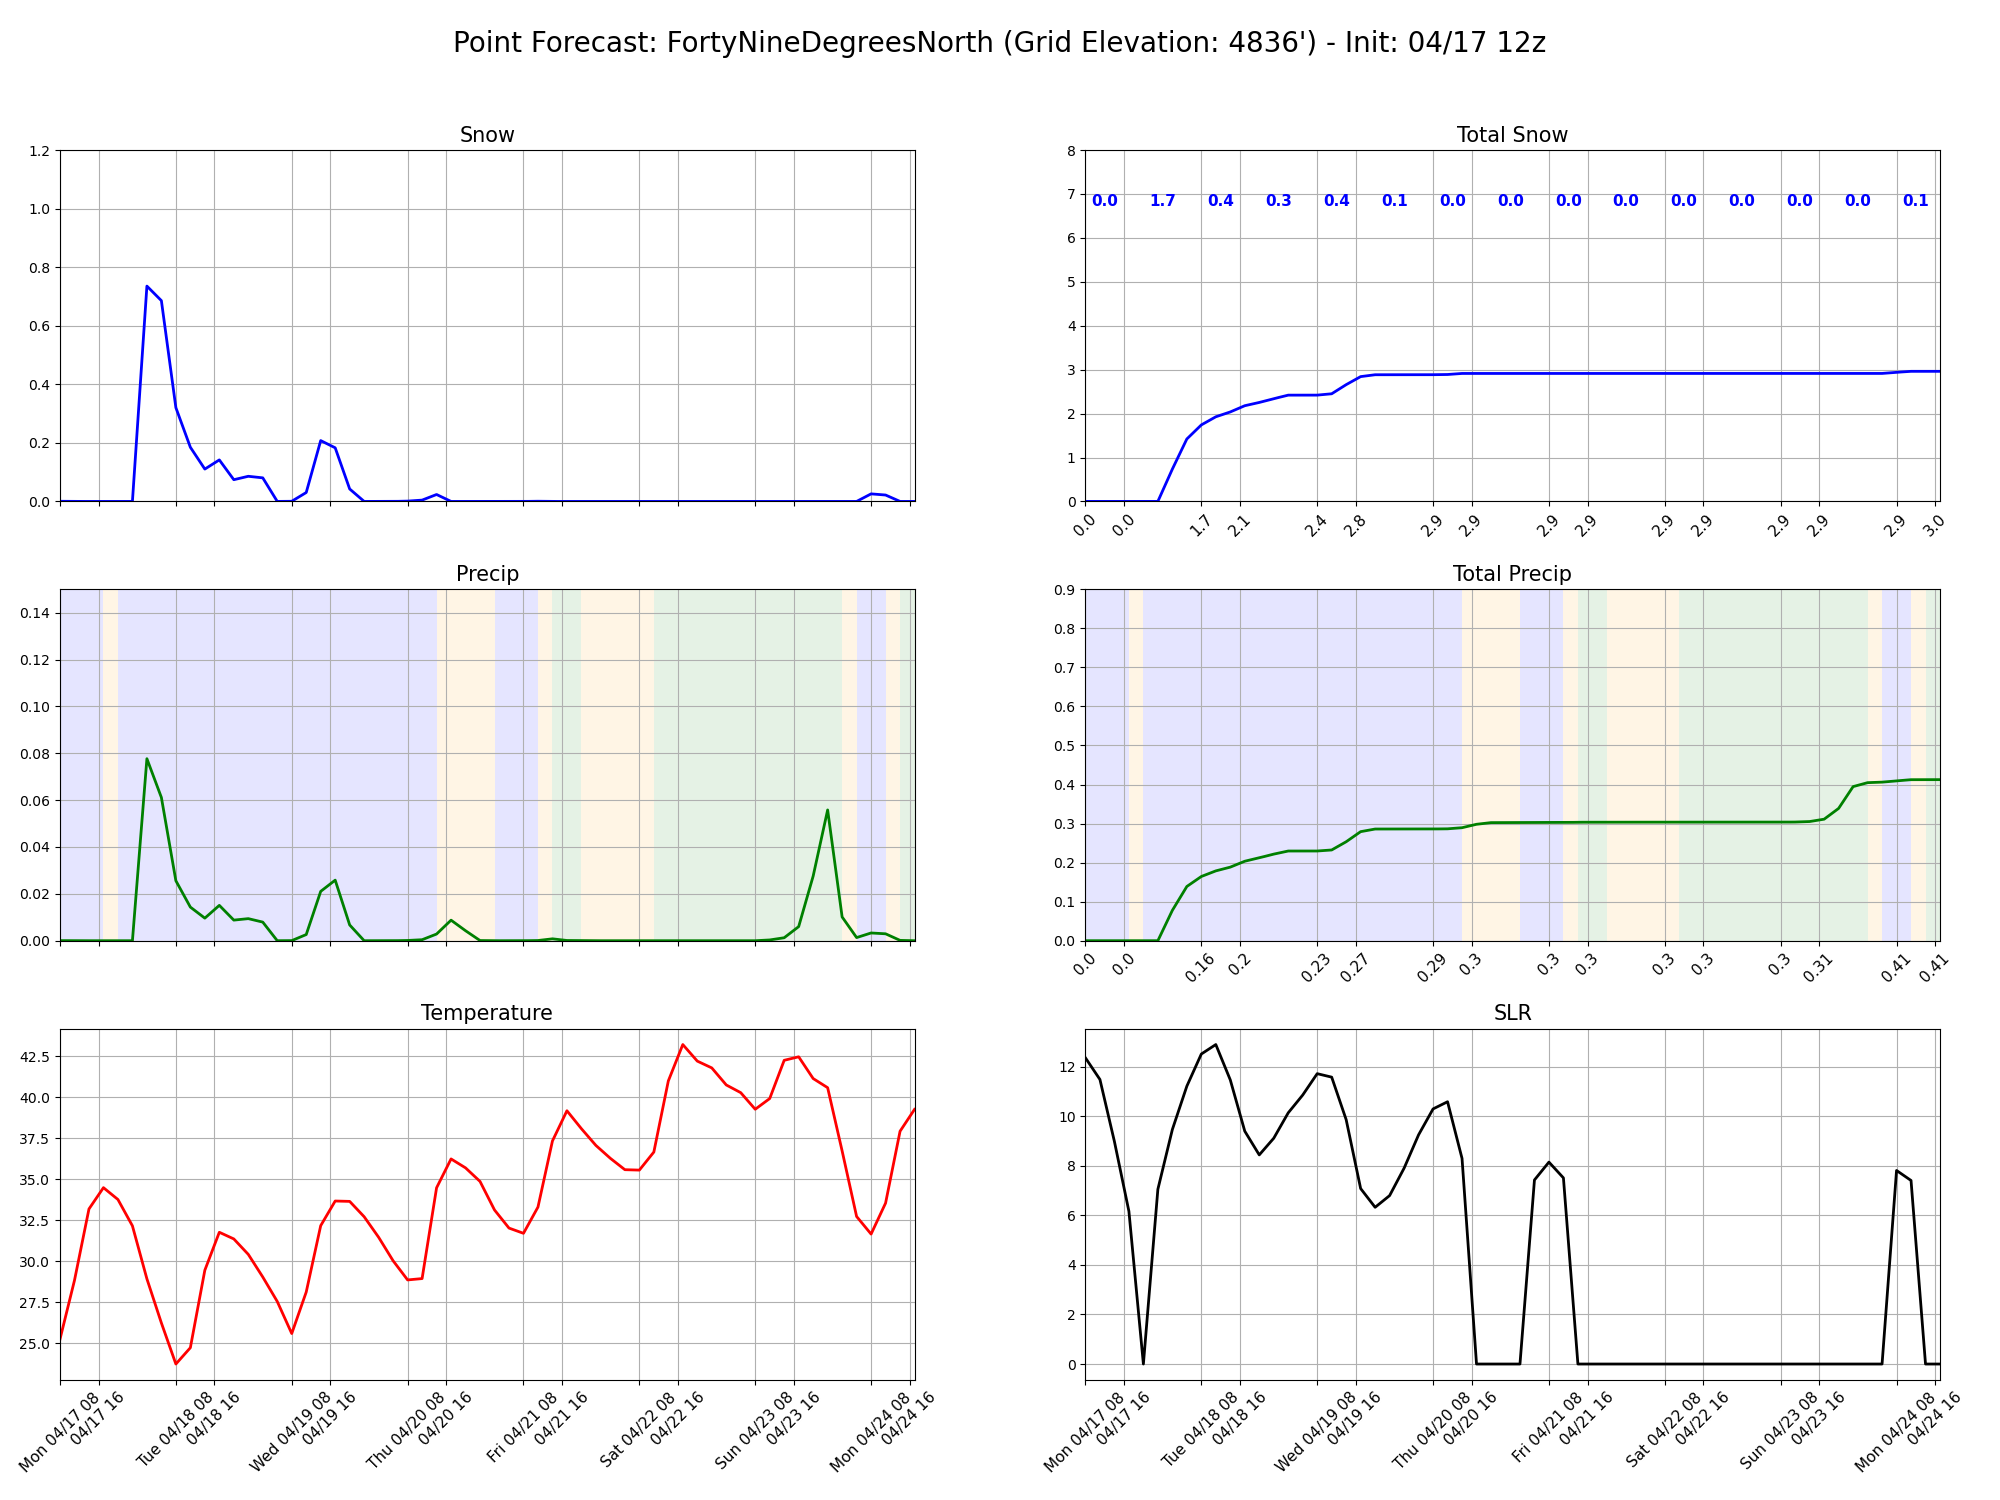 Point Forecast: FortyNineDegreesNorth (Grid Elevation: 4836') - Init: 04/17 12z
Snow
1.2
1.0
0.8
0.6
0.4
0.2
0.0
Total Snow
8
7
6
5
4
3
2
1
0
0.0 1.7 0.4 0.3 0.4 0.1 0.0 0.0 0.0 0.0 0.0 0.0 0.0 0.0 0.1
0.0 0.0 1.7 2.1 2.4 2.8 2.9 2.9 2.9 2.9 2.9 2.9 2.9 2.9 2.9 3.0
Precip
0.14
0.12
0.10
0.08
0.06
0.04
0.02
0.00
Total Precip
0.9
0.8
0.7
0.6
0.5
0.4
0.3
0.2
0.1
0.0
0.0 0.0 0.16 0.2 0.23 0.27 0.29 0.3 0.3 0.3 0.3 0.3 0.3 0.31 0.41 0.41
Temperature
42.5
40.0
37.5
35.0
32.5
30.0
27.5
25.0
Mon 04/17 08
04/17 16
Tue 04/18 08
04/18 16
Wed 04/19 08
04/19 16
Thu 04/20 08
04/20 16
Fri 04/21 08
04/21 16
Sat 04/22 08
04/22 16
Sun 04/23 08
04/23 16
Mon 04/24 08
04/24 16
SLR
12
10
8
6
4
2
0
Mon 04/17 08
04/17 16
Tue 04/18 08
04/18 16
Wed 04/19 08
04/19 16
Thu 04/20 08
04/20 16
Fri 04/21 08
04/21 16
Sat 04/22 08
04/22 16
Sun 04/23 08
04/23 16
Mon 04/24 08
04/24 16